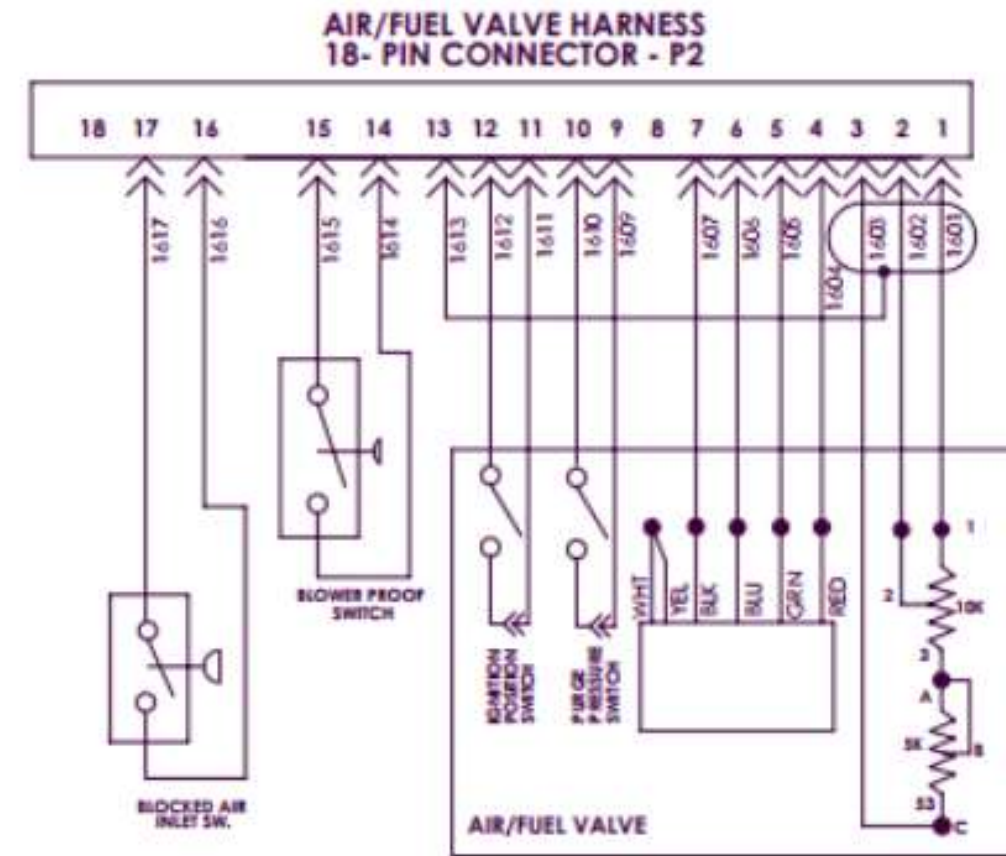 AIR/FUEL VALVE HARNESS
18- PIN CONNECTOR - P2
18 17 16 15 14 13 12 11 10 9 8 7 6 5 4 3 2 1
1617
1616
1615
1614
1613
1612
1611
1610
1609
1607
1606
1605
1604
1603
1602
1601
BLOWER PROOF
SWITCH
BLOCKED AIR
INLET SW.
IGNITION
POSITION
SWITCH
PURGE
PRESSURE
SWITCH
WHT
YEL
BLK
BLU
GRN
RED
1
2
10K
A
5K
B
C
AIR/FUEL VALVE